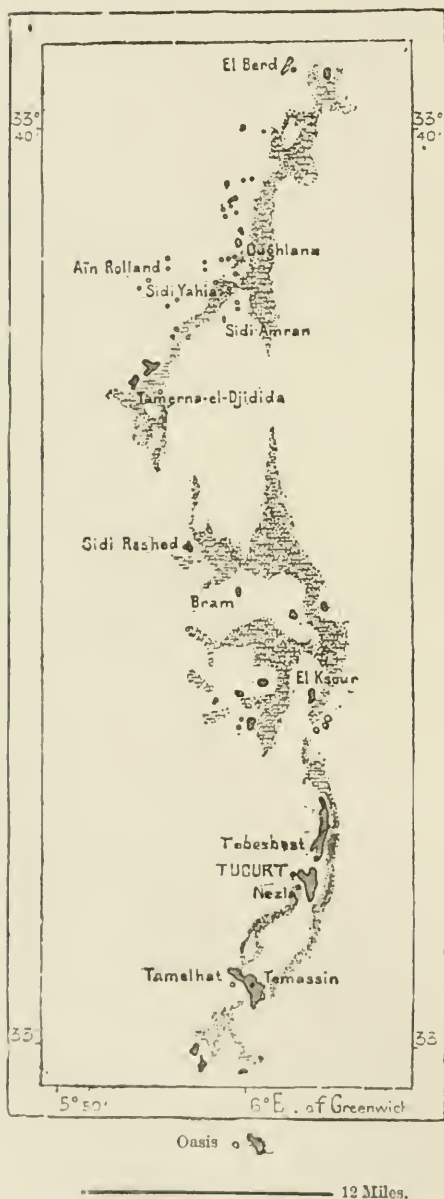 El Berd
33°
40'
33°
40'
Oughlana
Aïn Rolland
Sidi Yahia
Sidi Amran
Tamerna-el-Djidida
Sidi Rashed
Bram
El Ksour
Tebesbest
TUGURT
Nezla
Tamelhat
Temassin
33
33
5° 50'
6° E. of Greenwich
Oasis
12 Miles.